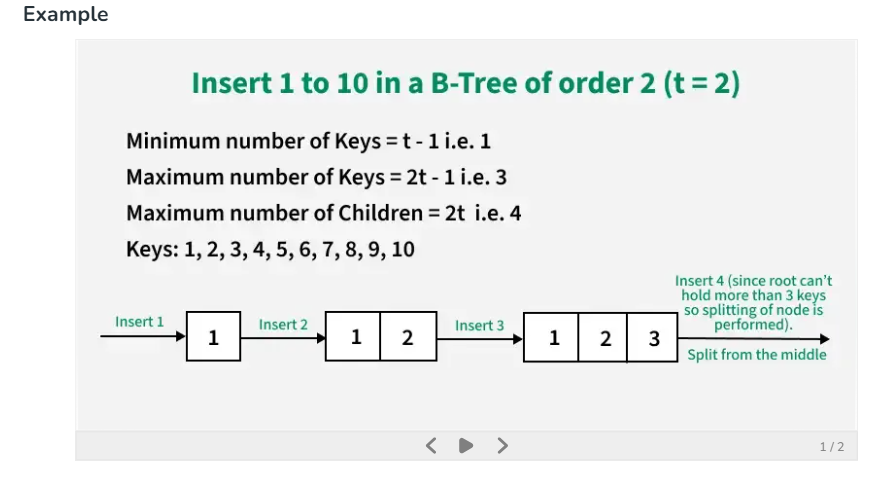 Example
Insert 1 to 10 in a B-Tree of order 2 (t = 2)
Minimum number of Keys = t - 1 i.e. 1
Maximum number of Keys = 2t - 1 i.e. 3
Maximum number of Children = 2t i.e. 4
Keys: 1, 2, 3, 4, 5, 6, 7, 8, 9, 10
Insert 1
1
Insert 2
1 2
Insert 3
1 2 3
Insert 4 (since root can't
hold more than 3 keys
so splitting of node is
performed).
Split from the middle
1 / 2